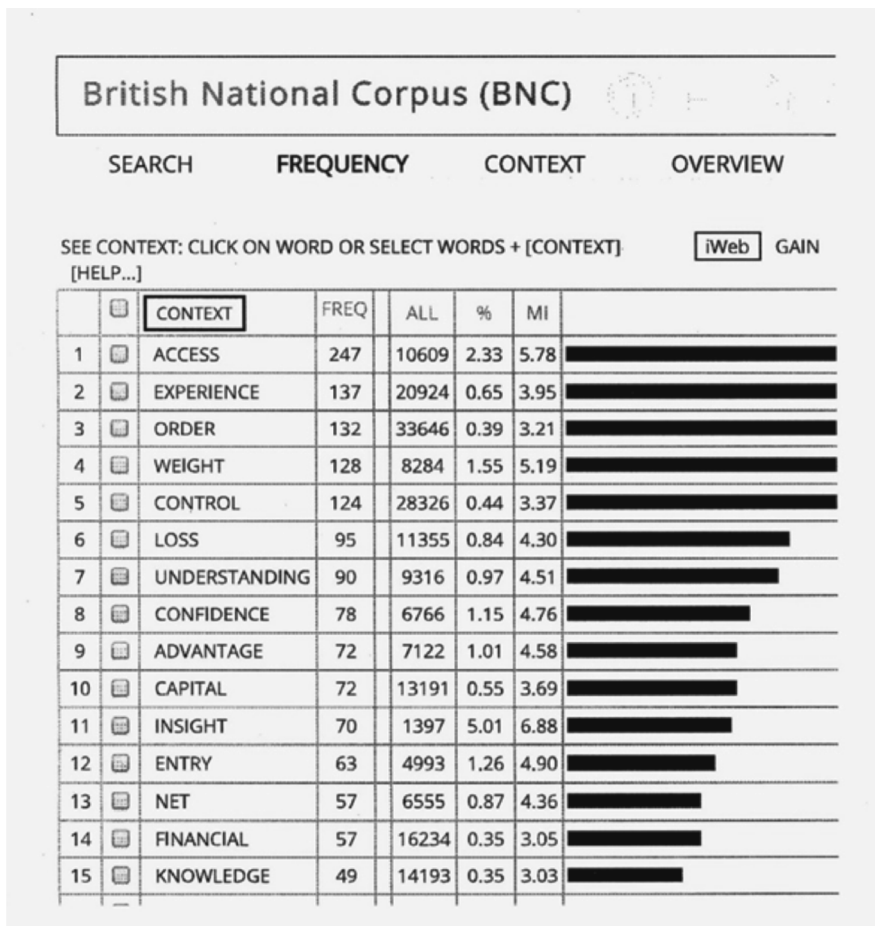 British National Corpus (BNC)
SEARCH FREQUENCY CONTEXT OVERVIEW
SEE CONTEXT: CLICK ON WORD OR SELECT WORDS + [CONTEXT] iWeb GAIN
[HELP...]
CONTEXT FREQ ALL % MI
1 ACCESS 247 10609 2.33 5.78
2 EXPERIENCE 137 20924 0.65 3.95
3 ORDER 132 33646 0.39 3.21
4 WEIGHT 128 8284 1.55 5.19
5 CONTROL 124 28326 0.44 3.37
6 LOSS 95 11355 0.84 4.30
7 UNDERSTANDING 90 9316 0.97 4.51
8 CONFIDENCE 78 6766 1.15 4.76
9 ADVANTAGE 72 7122 1.01 4.58
10 CAPITAL 72 13191 0.55 3.69
11 INSIGHT 70 1397 5.01 6.88
12 ENTRY 63 4993 1.26 4.90
13 NET 57 6555 0.87 4.36
14 FINANCIAL 57 16234 0.35 3.05
15 KNOWLEDGE 49 14193 0.35 3.03